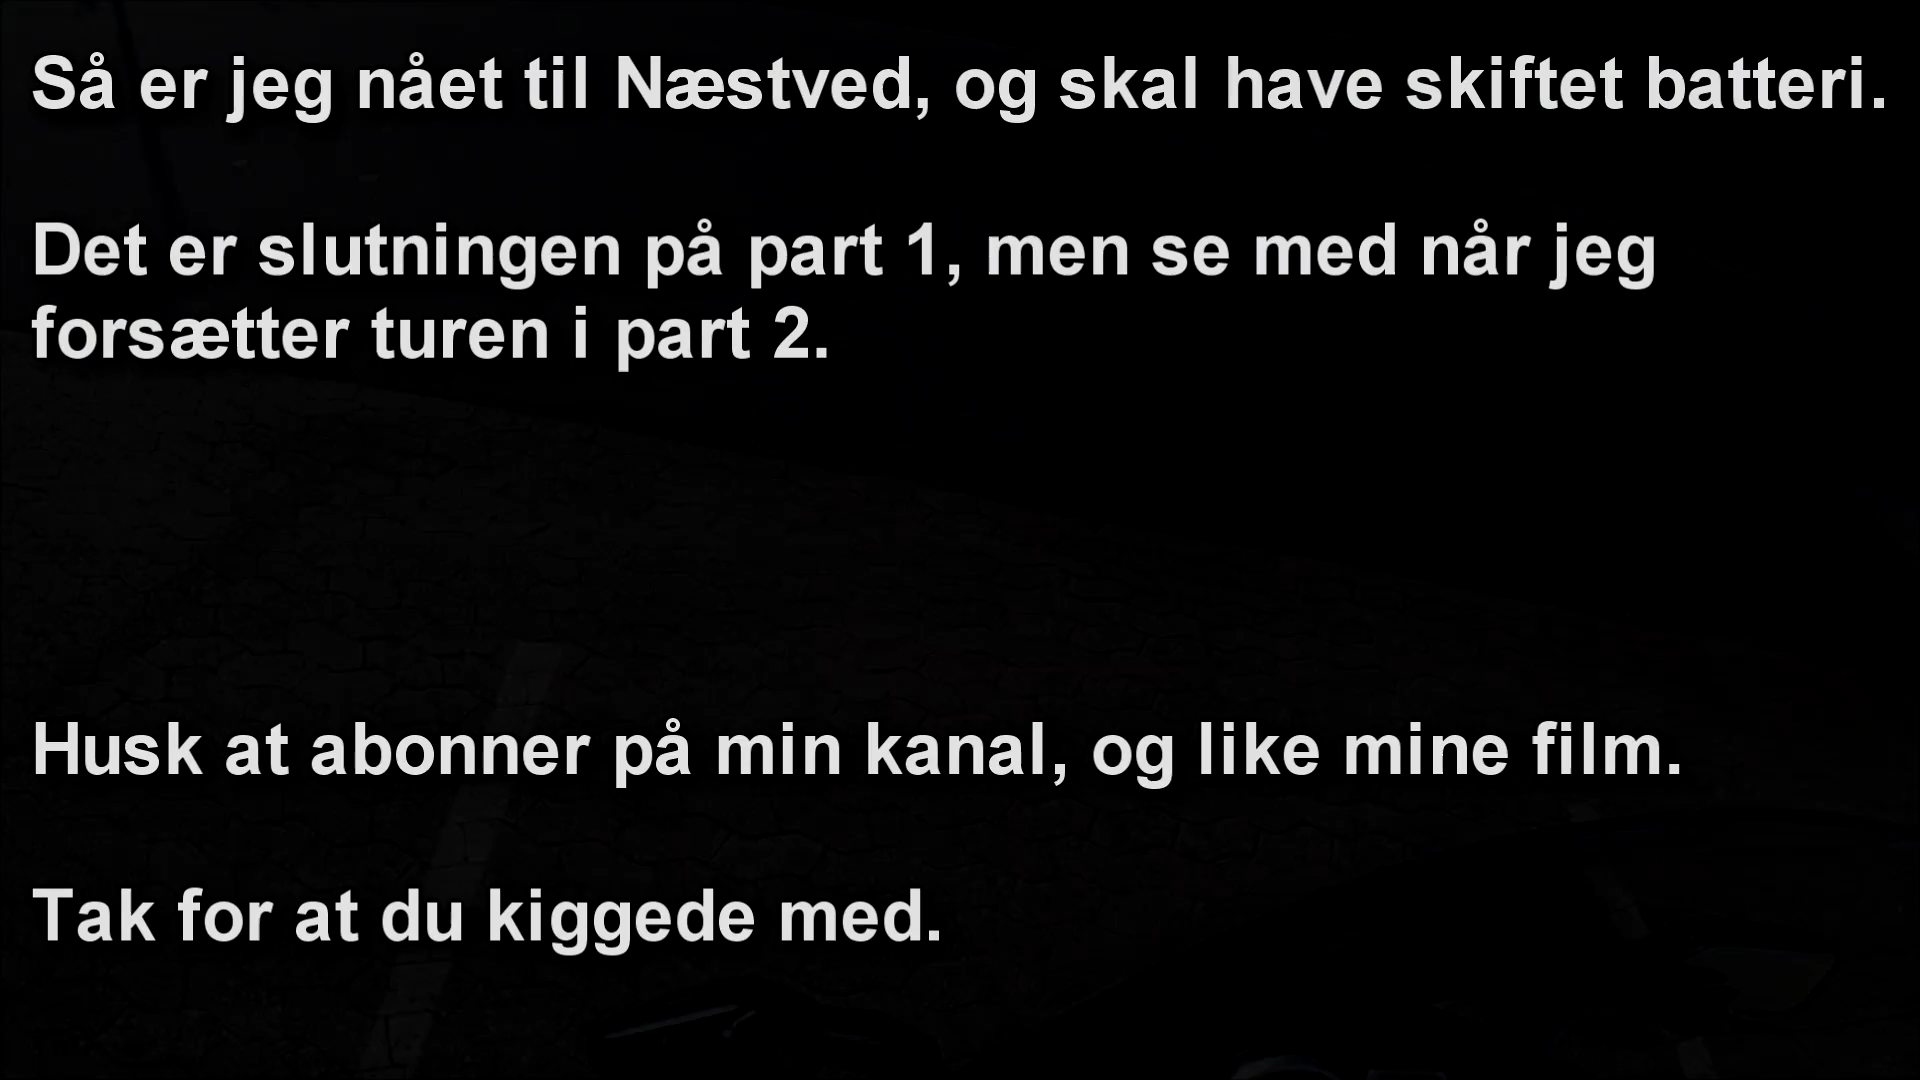 Så er jeg nået til Næstved, og skal have skiftet batteri.
Det er slutningen på part 1, men se med når jeg
forsætter turen i part 2.
Husk at abonner på min kanal, og like mine film.
Tak for at du kiggede med.